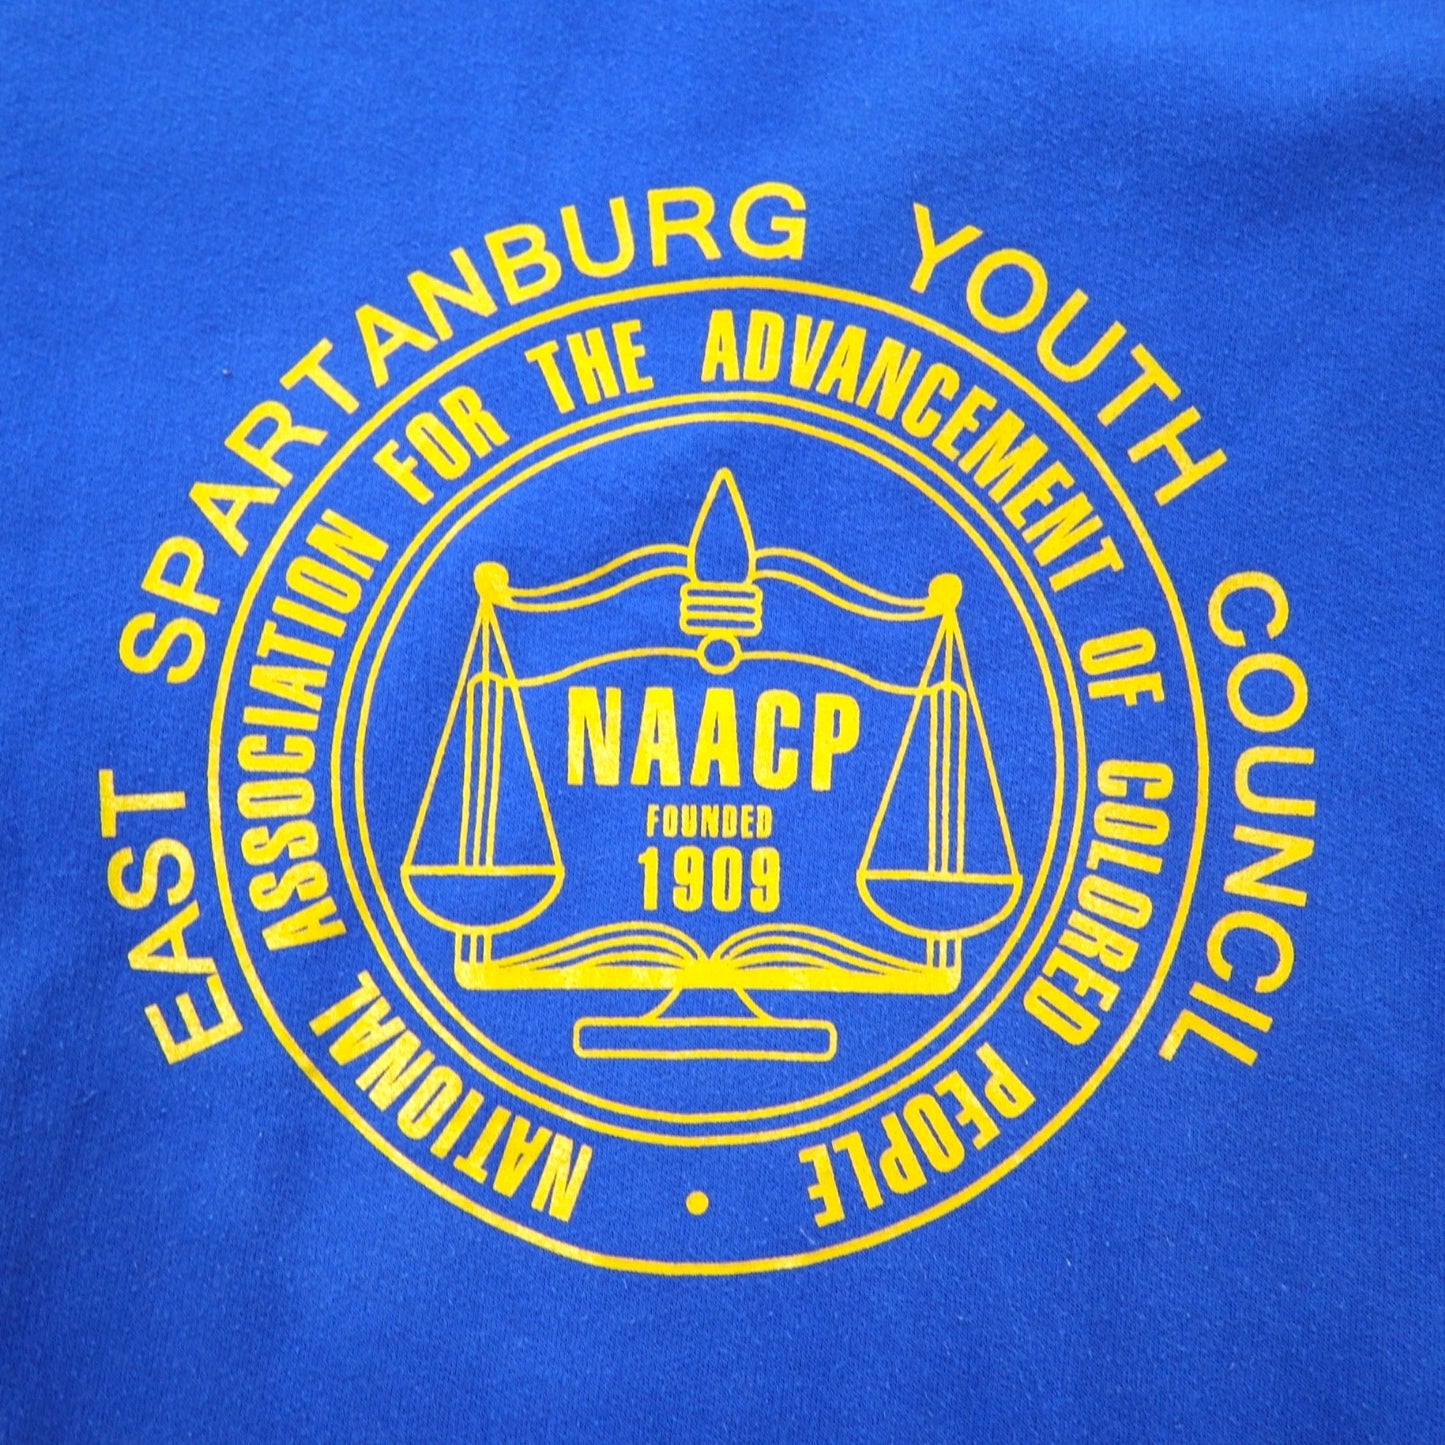 EAST SPARTANBURG YOUTH COUNCIL
NATIONAL ASSOCIATION FOR THE ADVANCEMENT OF COLORED PEOPLE •
NAACP
FOUNDED
1909